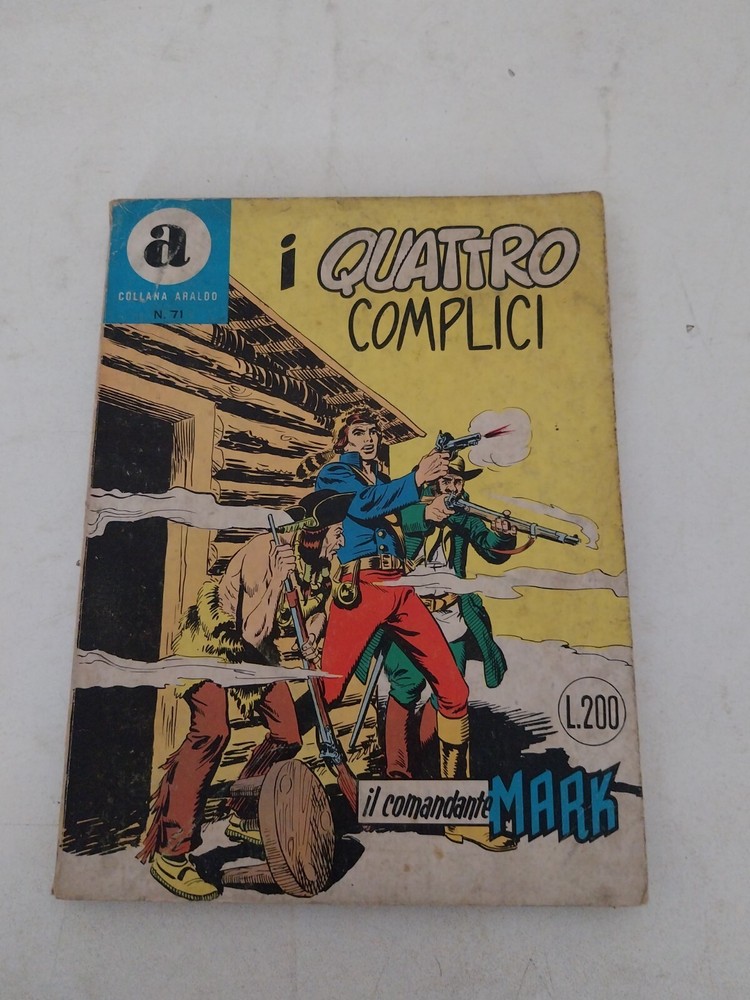 a
COLLANA ARALDO
N. 71
i QUATTRO
COMPLICI
L.200
il comandante MARK